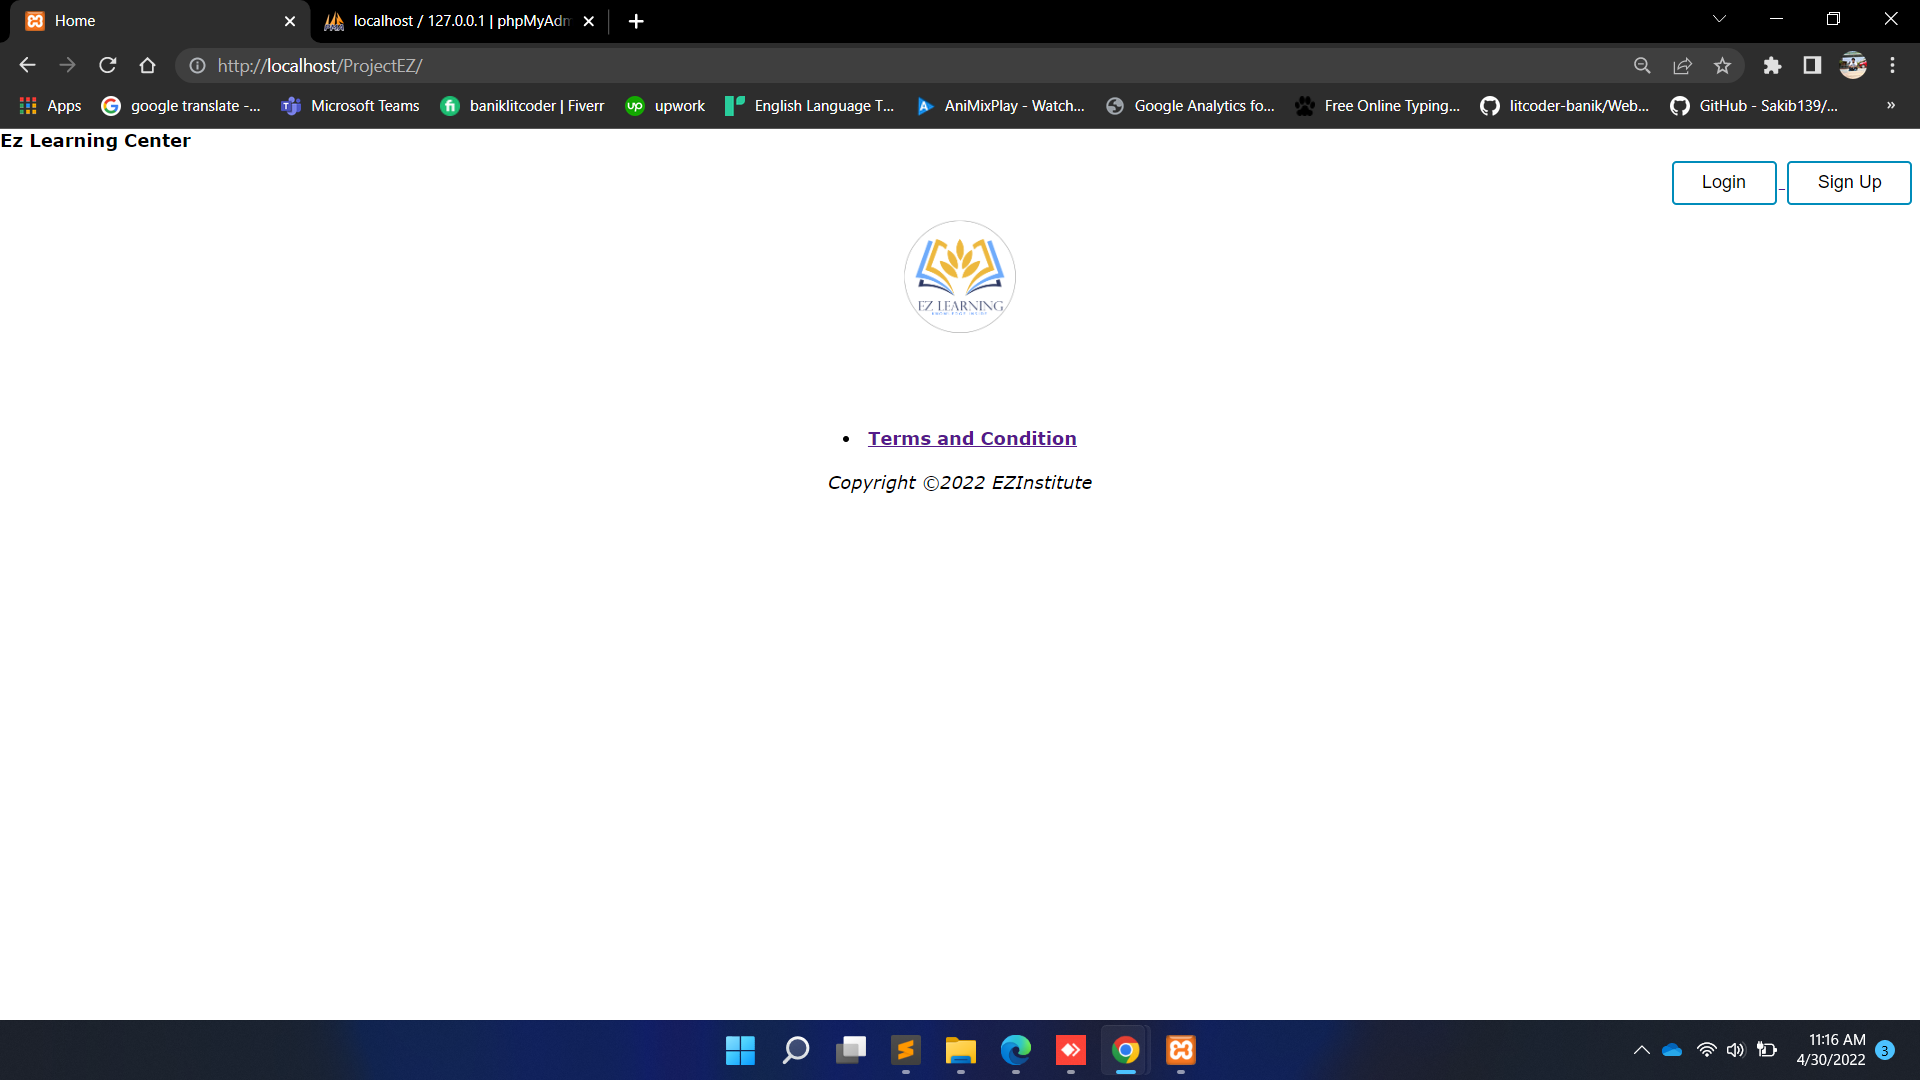 Home
localhost / 127.0.0.1 | phpMyAdm
http://localhost/ProjectEZ/
Apps
google translate -...
Microsoft Teams
baniklitcoder | Fiverr
upwork
English Language T...
AniMixPlay - Watch...
Google Analytics fo...
Free Online Typing...
litcoder-banik/Web...
GitHub - Sakib139/...
»
Ez Learning Center
Login
Sign Up
EZ LEARNING
• Terms and Condition
Copyright ©2022 EZInstitute
11:16 AM
4/30/2022
3